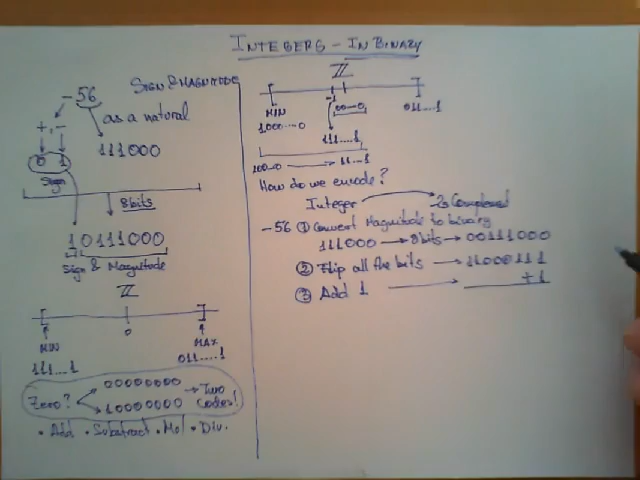 INTEGERS - IN BINARY
SIGN & MAGNITUDE
-56
as a natural
+, -
0 1
Sign
111000
8bits
10111000
Sign & Magnitude
Z
0
MIN
MAX
111....1
011.....1
Zero?
00000000
10000000
Two Codes!
• Add • Substract • Mol • Div.
Z
-1
MIN
00...0
011...1
1000.....0
111....1
100...0 → 11...1
How do we encode?
Integer
2s Complement
-56 ① Convert Magnitude to binary
111000 → 8bits → 00111000
② Flip all the bits → 11000111
③ Add 1 → +1